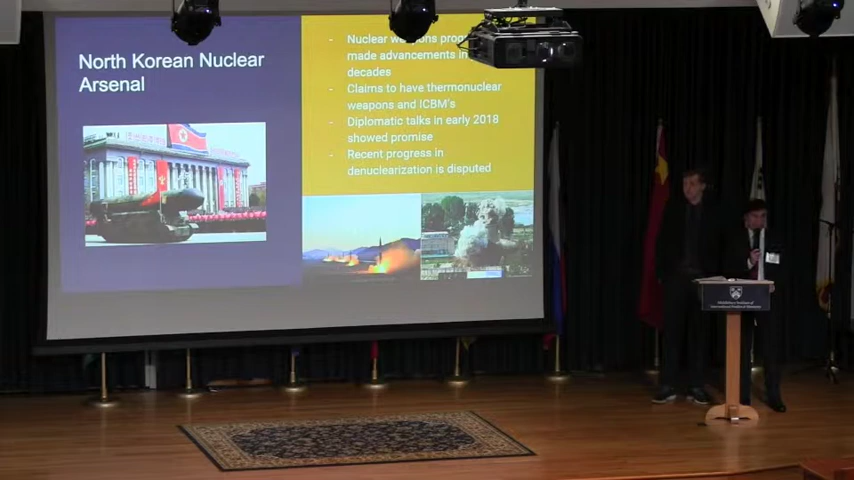 North Korean Nuclear
Arsenal
- Nuclear weapons prog
made advancements in
decades
- Claims to have thermonuclear
weapons and ICBM's
- Diplomatic talks in early 2018
showed promise
- Recent progress in
denuclearization is disputed